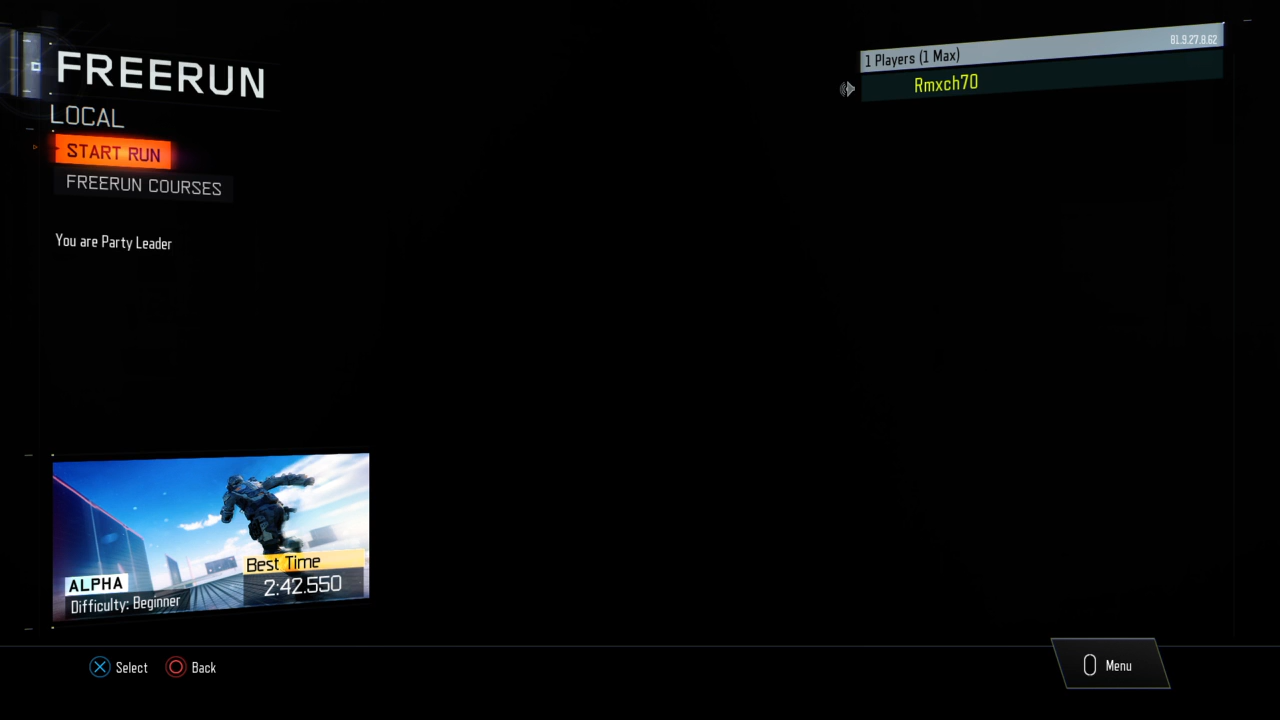 FREERUN
LOCAL
START RUN
FREERUN COURSES
You are Party Leader
1 Players (1 Max)
81.9.27.8.62
Rmxch70
Best Time
2:42.550
ALPHA
Difficulty: Beginner
Select
Back
Menu